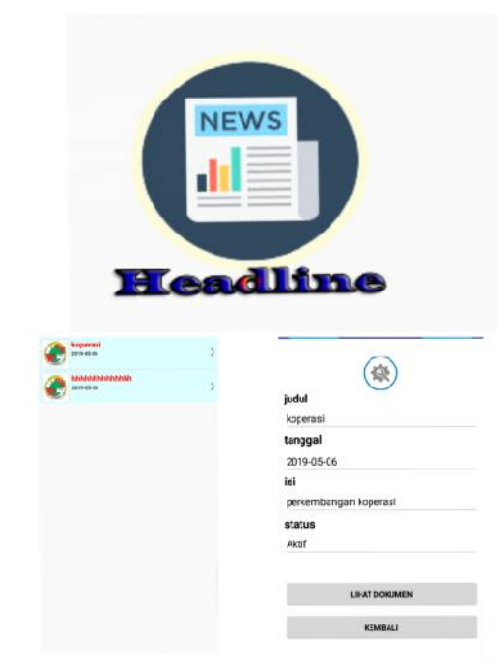 NEWS
Headline
koperasi
2019-05-06
hhhhhhhhhhhhhh
judul
koperasi
tanggal
2019-05-06
isi
perkembangan koperasi
status
Aktif
LIHAT DOKUMEN
KEMBALI